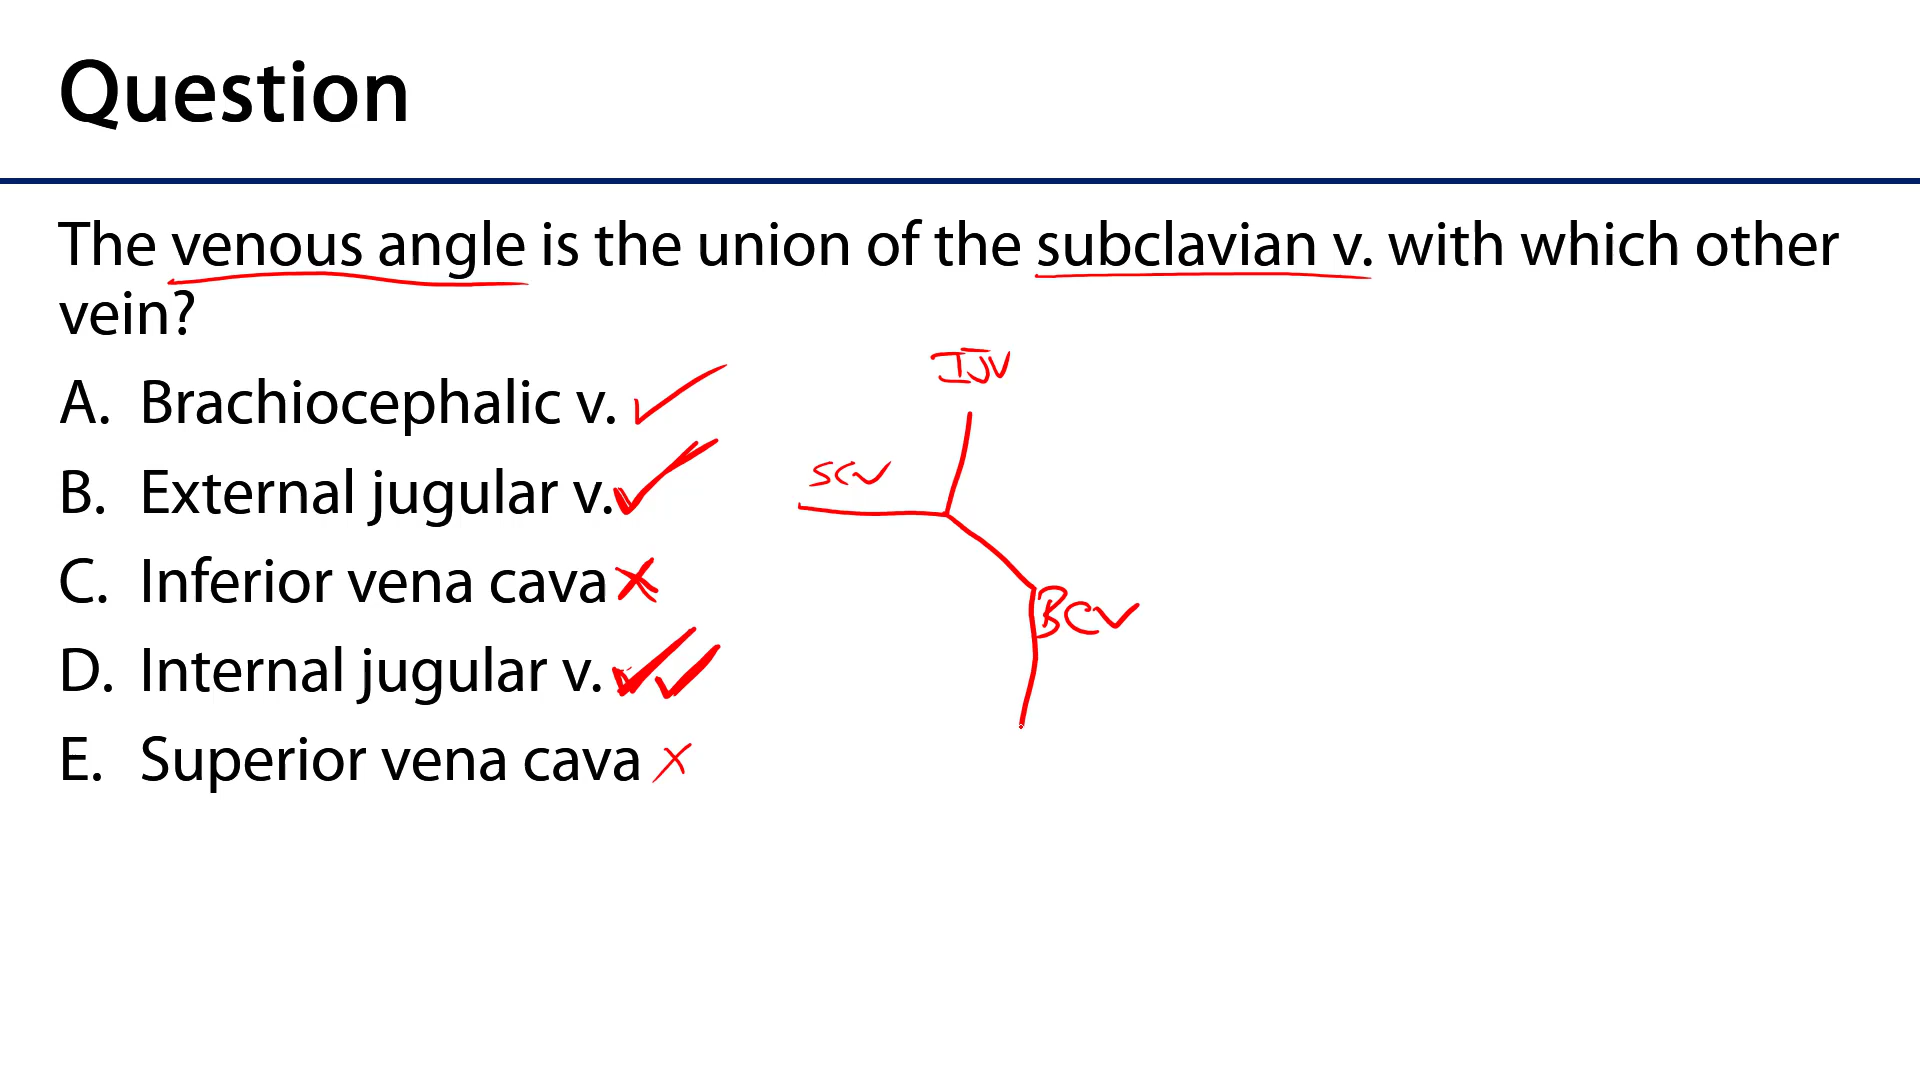 Question
The venous angle is the union of the subclavian v. with which other
vein?
A. Brachiocephalic v.
B. External jugular v.
C. Inferior vena cava
D. Internal jugular v.
E. Superior vena cava
IJV
SCV
BCV